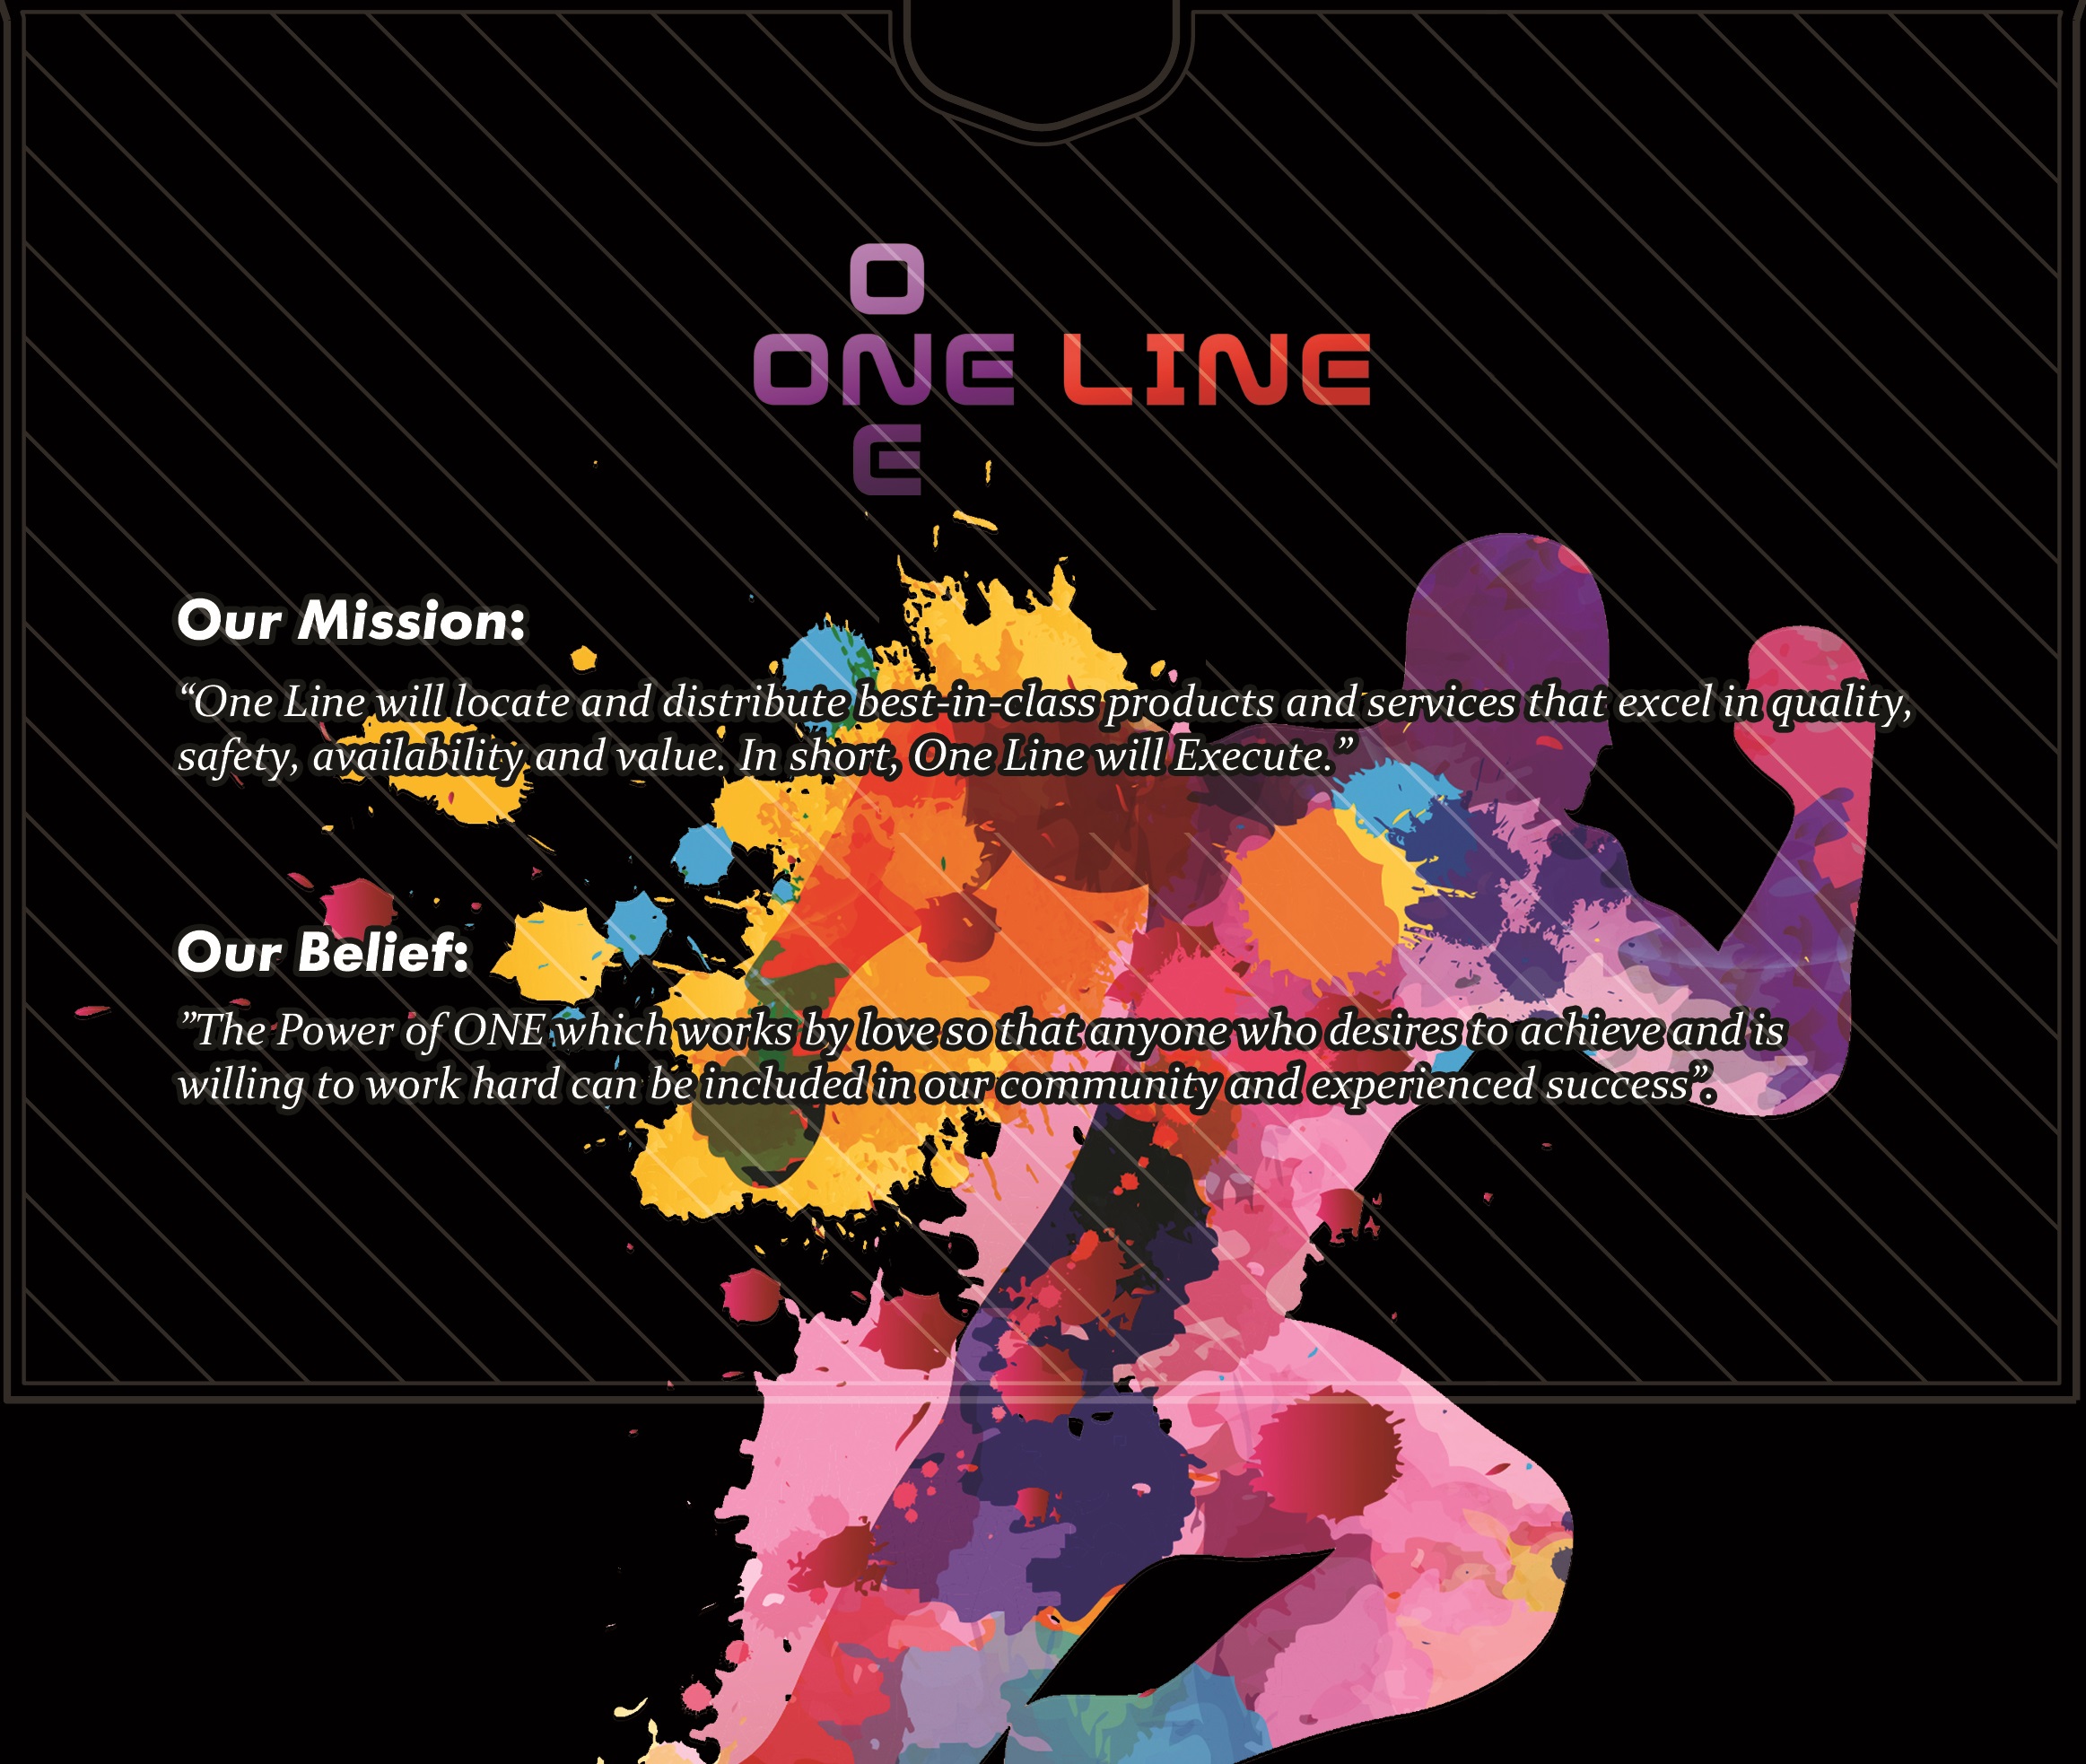 O
ONE LINE
E
Our Mission:
“One Line will locate and distribute best-in-class products and services that excel in quality,
safety, availability and value. In short, One Line will Execute.”
Our Belief:
”The Power of ONE which works by love so that anyone who desires to achieve and is
willing to work hard can be included in our community and experienced success”.